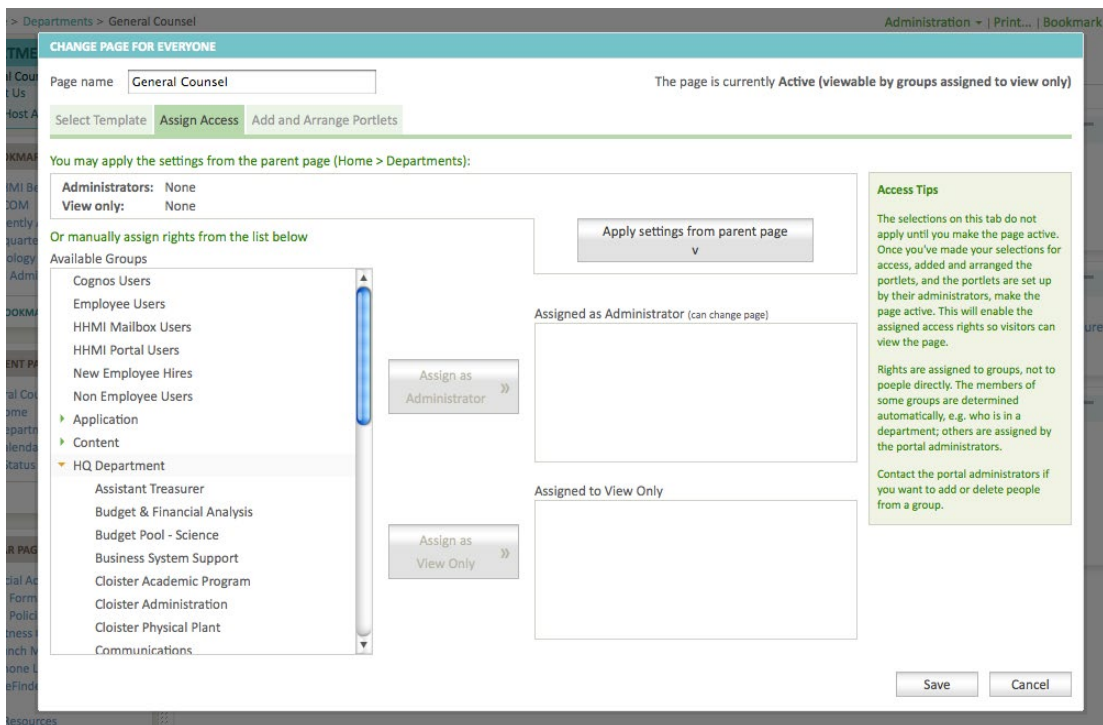 > Departments > General Counsel
Administration | Print... | Bookmark
CHANGE PAGE FOR EVERYONE
Page name General Counsel
The page is currently Active (viewable by groups assigned to view only)
Select Template Assign Access Add and Arrange Portlets
You may apply the settings from the parent page (Home > Departments):
Administrators: None
View only: None
Apply settings from parent page
v
Or manually assign rights from the list below
Available Groups
Cognos Users
Employee Users
HHMI Mailbox Users
HHMI Portal Users
New Employee Hires
Non Employee Users
Application
Content
HQ Department
Assistant Treasurer
Budget & Financial Analysis
Budget Pool - Science
Business System Support
Cloister Academic Program
Cloister Administration
Cloister Physical Plant
Communications
Assign as
Administrator »
Assign as
View Only »
Assigned as Administrator (can change page)
Assigned to View Only
Access Tips
The selections on this tab do not
apply until you make the page active.
Once you've made your selections for
access, added and arranged the
portlets, and the portlets are set up
by their administrators, make the
page active. This will enable the
assigned access rights so visitors can
view the page.
Rights are assigned to groups, not to
poeple directly. The members of
some groups are determined
automatically, e.g. who is in a
department; others are assigned by
the portal administrators.
Contact the portal administrators if
you want to add or delete people
from a group.
Save Cancel